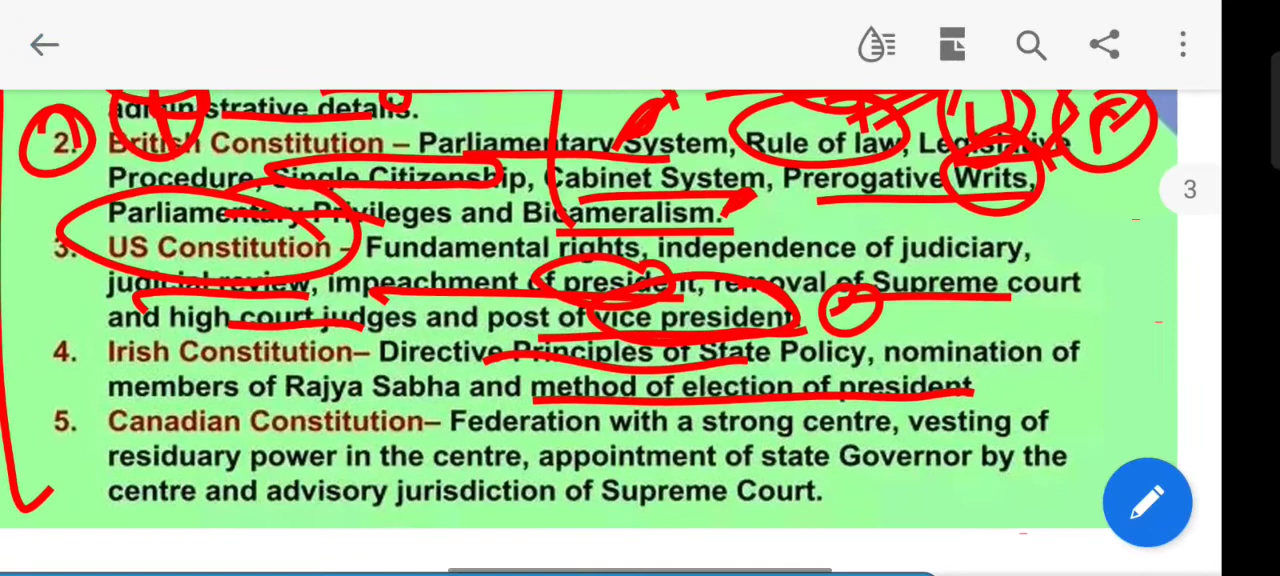 administrative details.
2. British Constitution – Parliamentary System, Rule of law, Legislative
Procedure, Single Citizenship, Cabinet System, Prerogative Writs,
Parliamentary Privileges and Bicameralism.
3. US Constitution – Fundamental rights, independence of judiciary,
judicial review, impeachment of president, removal of Supreme court
and high court judges and post of vice president
4. Irish Constitution– Directive Principles of State Policy, nomination of
members of Rajya Sabha and method of election of president
5. Canadian Constitution– Federation with a strong centre, vesting of
residuary power in the centre, appointment of state Governor by the
centre and advisory jurisdiction of Supreme Court.
3